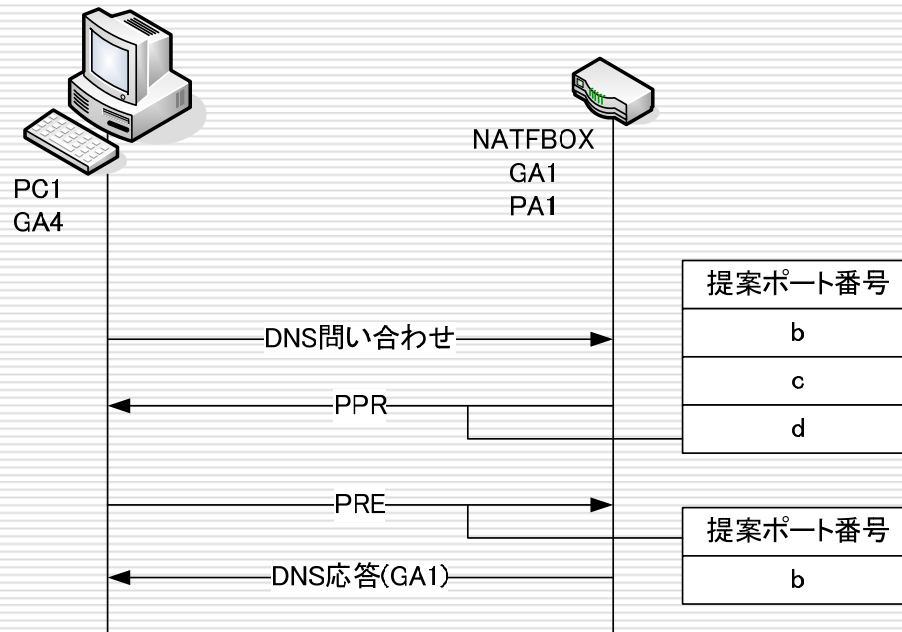 NATFBOX
GA1
PA1
PC1
GA4
提案ポート番号
b
c
d
DNS問い合わせ
PPR
PRE
提案ポート番号
b
DNS応答(GA1)